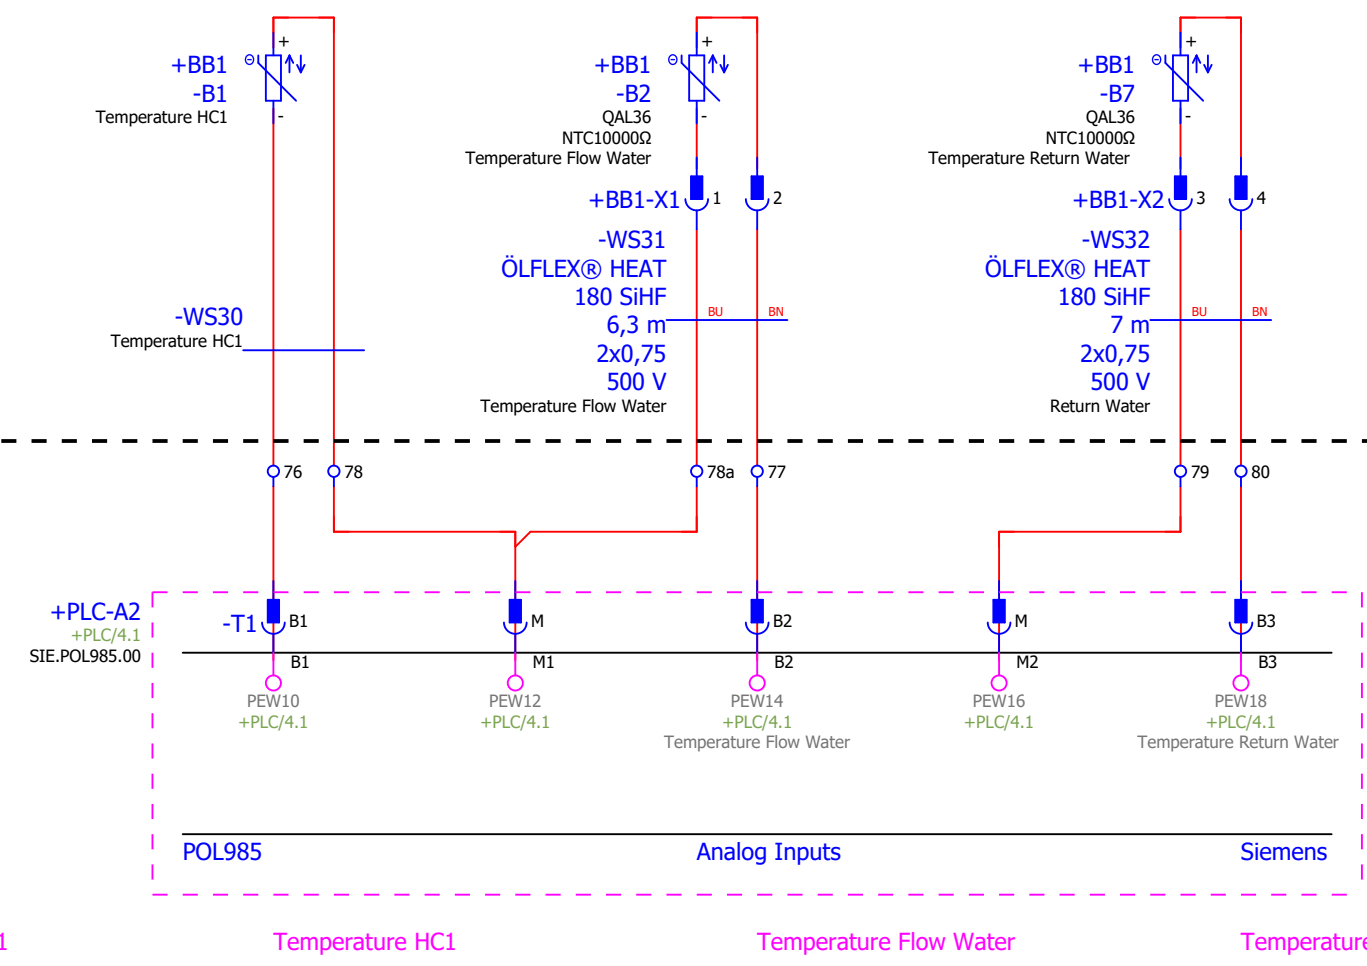 +BB1
-B1
Temperature HC1
+
-
+BB1
-B2
QAL36
NTC10000Ω
Temperature Flow Water
+
-
+BB1
-B7
QAL36
NTC10000Ω
Temperature Return Water
+
-
+BB1-X1 1 2
+BB1-X2 3 4
-WS30
Temperature HC1
-WS31
ÖLFLEX® HEAT
180 SiHF
6,3 m
2x0,75
500 V
Temperature Flow Water
BU BN
-WS32
ÖLFLEX® HEAT
180 SiHF
7 m
2x0,75
500 V
Return Water
BU BN
76 78 78a 77 79 80
+PLC-A2
+PLC/4.1
SIE.POL985.00
-T1 B1 M B2 M B3
B1 M1 B2 M2 B3
PEW10 PEW12 PEW14 PEW16 PEW18
+PLC/4.1 +PLC/4.1 +PLC/4.1 +PLC/4.1 +PLC/4.1
Temperature Flow Water Temperature Return Water
POL985 Analog Inputs Siemens
1 Temperature HC1 Temperature Flow Water Temperature